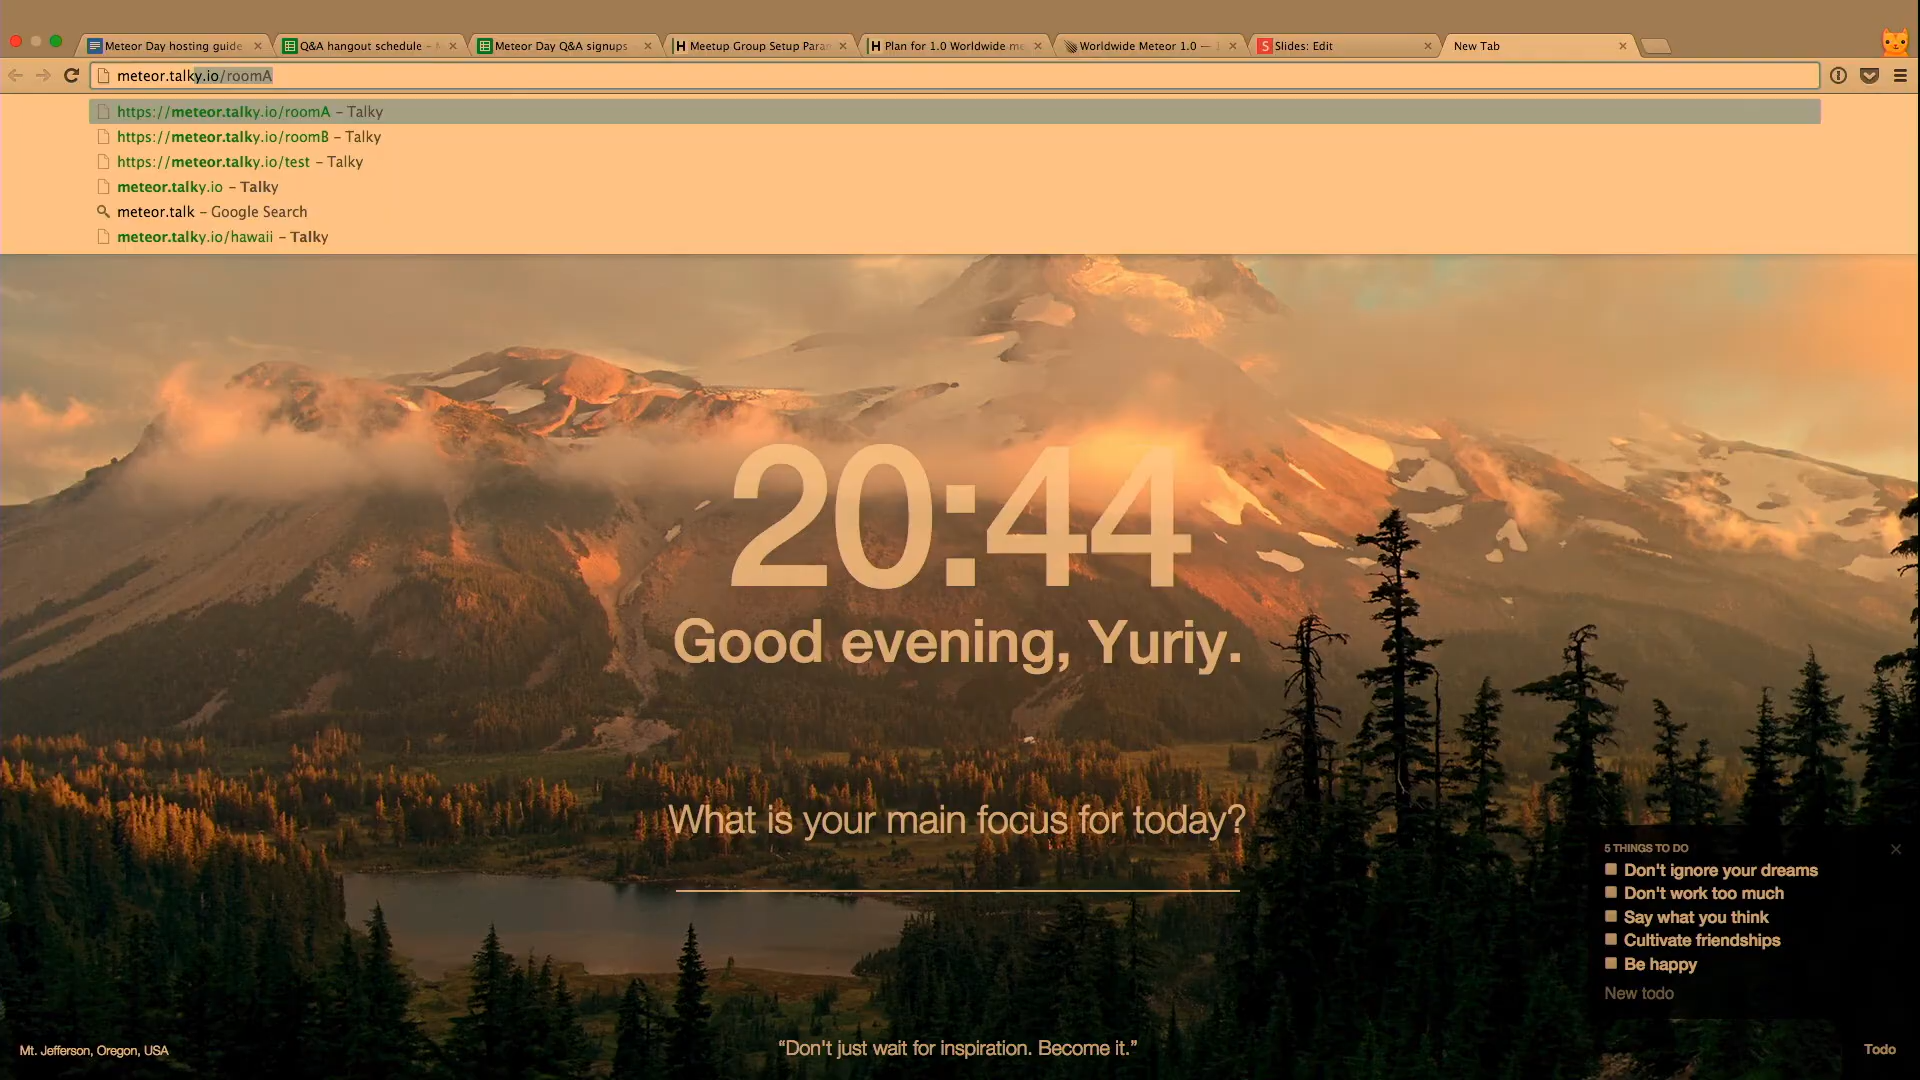 Meteor Day hosting guide
Q&A hangout schedule –
Meteor Day Q&A signups
Meetup Group Setup Para
Plan for 1.0 Worldwide me
Worldwide Meteor 1.0 —
Slides: Edit
New Tab
meteor.talky.io/roomA
https://meteor.talky.io/roomA – Talky
https://meteor.talky.io/roomB – Talky
https://meteor.talky.io/test – Talky
meteor.talky.io – Talky
meteor.talk – Google Search
meteor.talky.io/hawaii – Talky
20:44
Good evening, Yuriy.
What is your main focus for today?
5 THINGS TO DO
Don't ignore your dreams
Don't work too much
Say what you think
Cultivate friendships
Be happy
New todo
Mt. Jefferson, Oregon, USA
“Don't just wait for inspiration. Become it.”
Todo